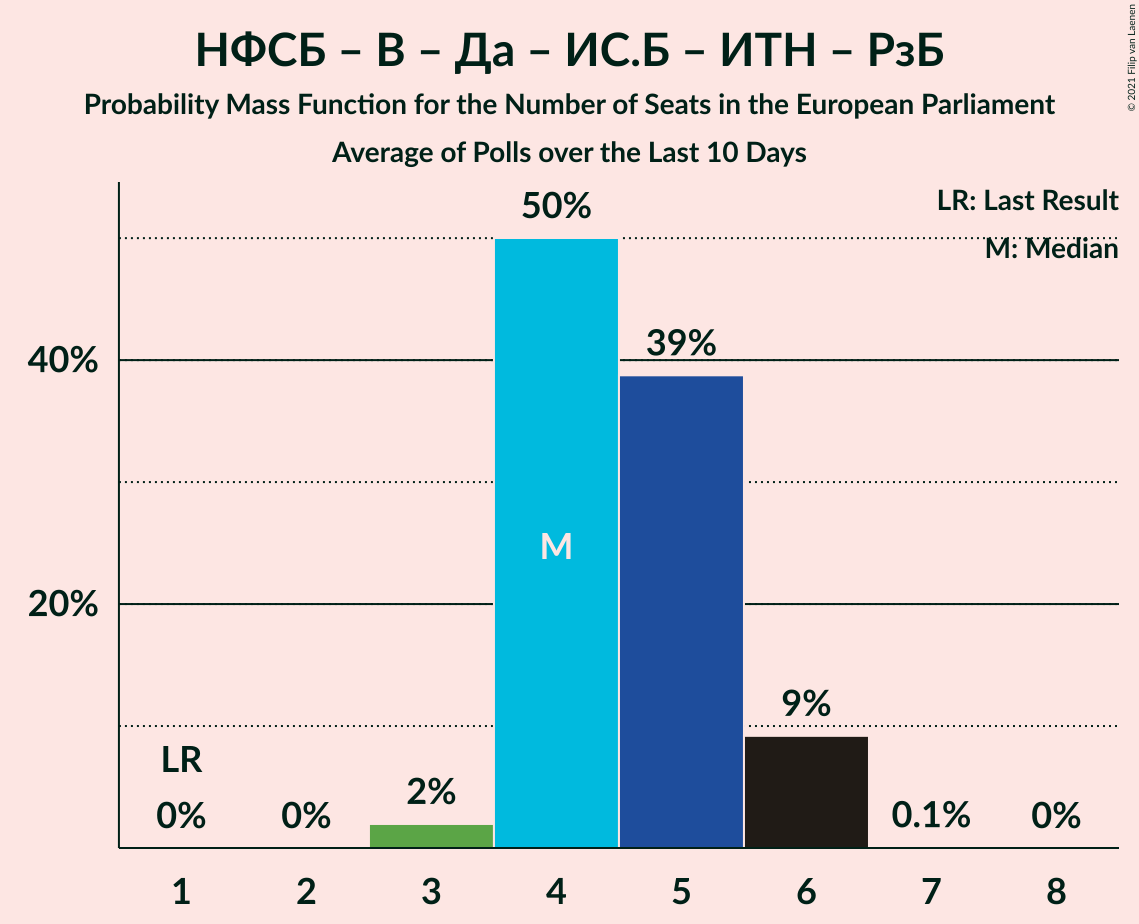 НФСБ – В – Да – ИС.Б – ИТН – РзБ
Probability Mass Function for the Number of Seats in the European Parliament
Average of Polls over the Last 10 Days
© 2021 Filip van Laenen
LR: Last Result
M: Median
50%
39%
40%
M
20%
9%
LR
2%
0%
0%
0.1%
0%
1 2 3 4 5 6 7 8